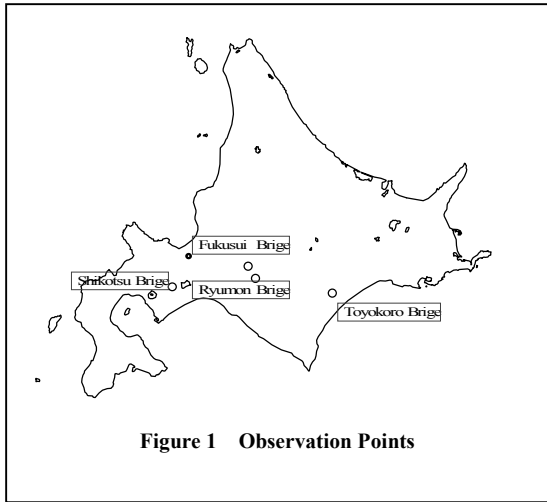 Fukusui Brige
Shikotsu Brige
Ryumon Brige
Toyokoro Brige
Figure 1 Observation Points